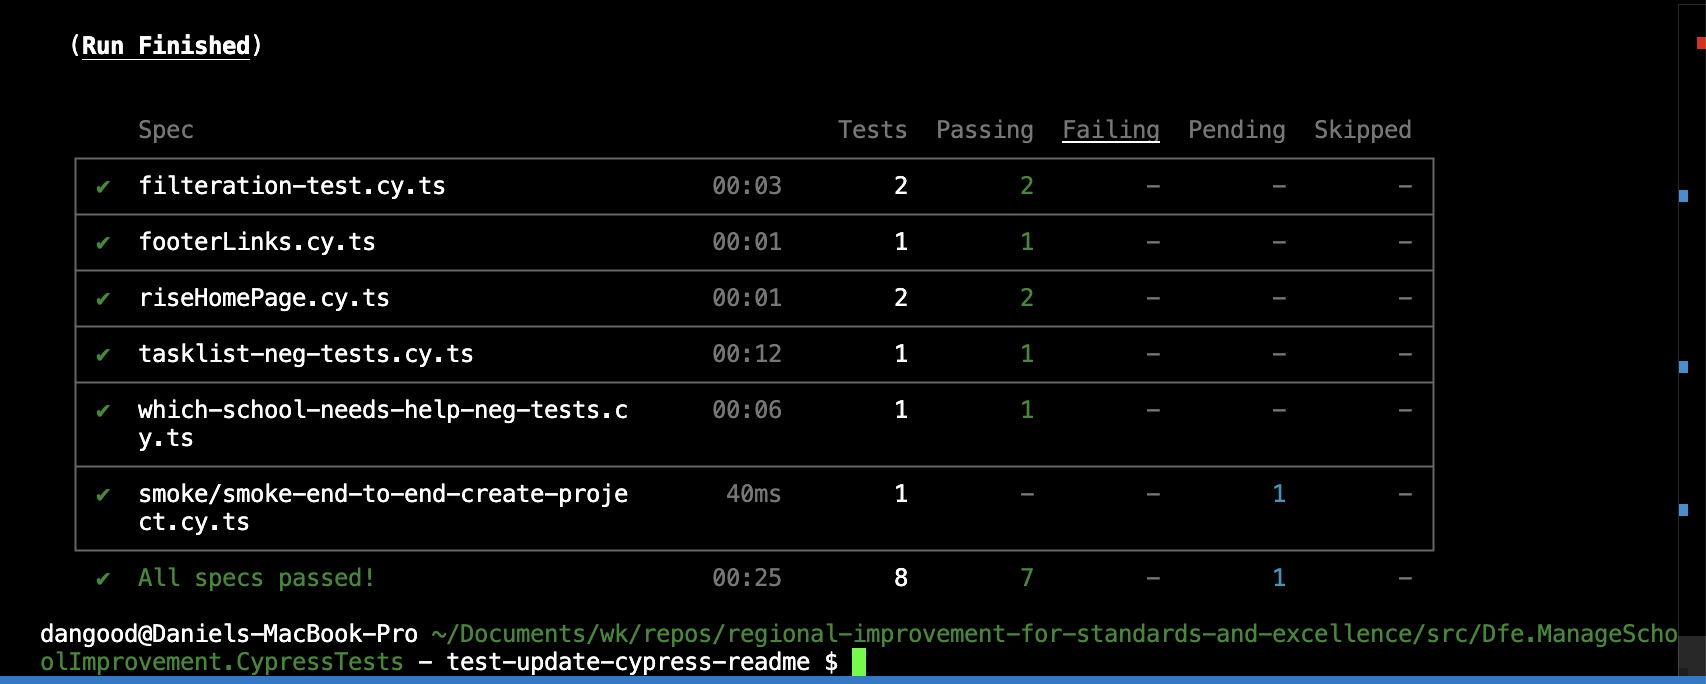 (Run Finished)
Spec Tests Passing Failing Pending Skipped
✔ filteration-test.cy.ts 00:03 2 2 – – –
✔ footerLinks.cy.ts 00:01 1 1 – – –
✔ riseHomePage.cy.ts 00:01 2 2 – – –
✔ tasklist-neg-tests.cy.ts 00:12 1 1 – – –
✔ which-school-needs-help-neg-tests.c 00:06 1 1 – – –
y.ts
✔ smoke/smoke-end-to-end-create-proje 40ms 1 – – 1 –
ct.cy.ts
✔ All specs passed! 00:25 8 7 – 1 –
dangood@Daniels-MacBook-Pro ~/Documents/wk/repos/regional-improvement-for-standards-and-excellence/src/Dfe.ManageScho
olImprovement.CypressTests – test-update-cypress-readme $